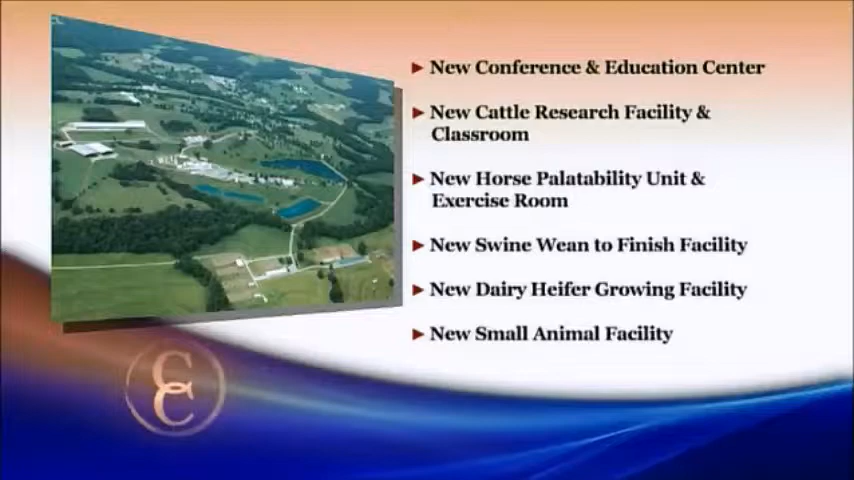 ► New Conference & Education Center
► New Cattle Research Facility &
Classroom
► New Horse Palatability Unit &
Exercise Room
► New Swine Wean to Finish Facility
► New Dairy Heifer Growing Facility
► New Small Animal Facility
CC